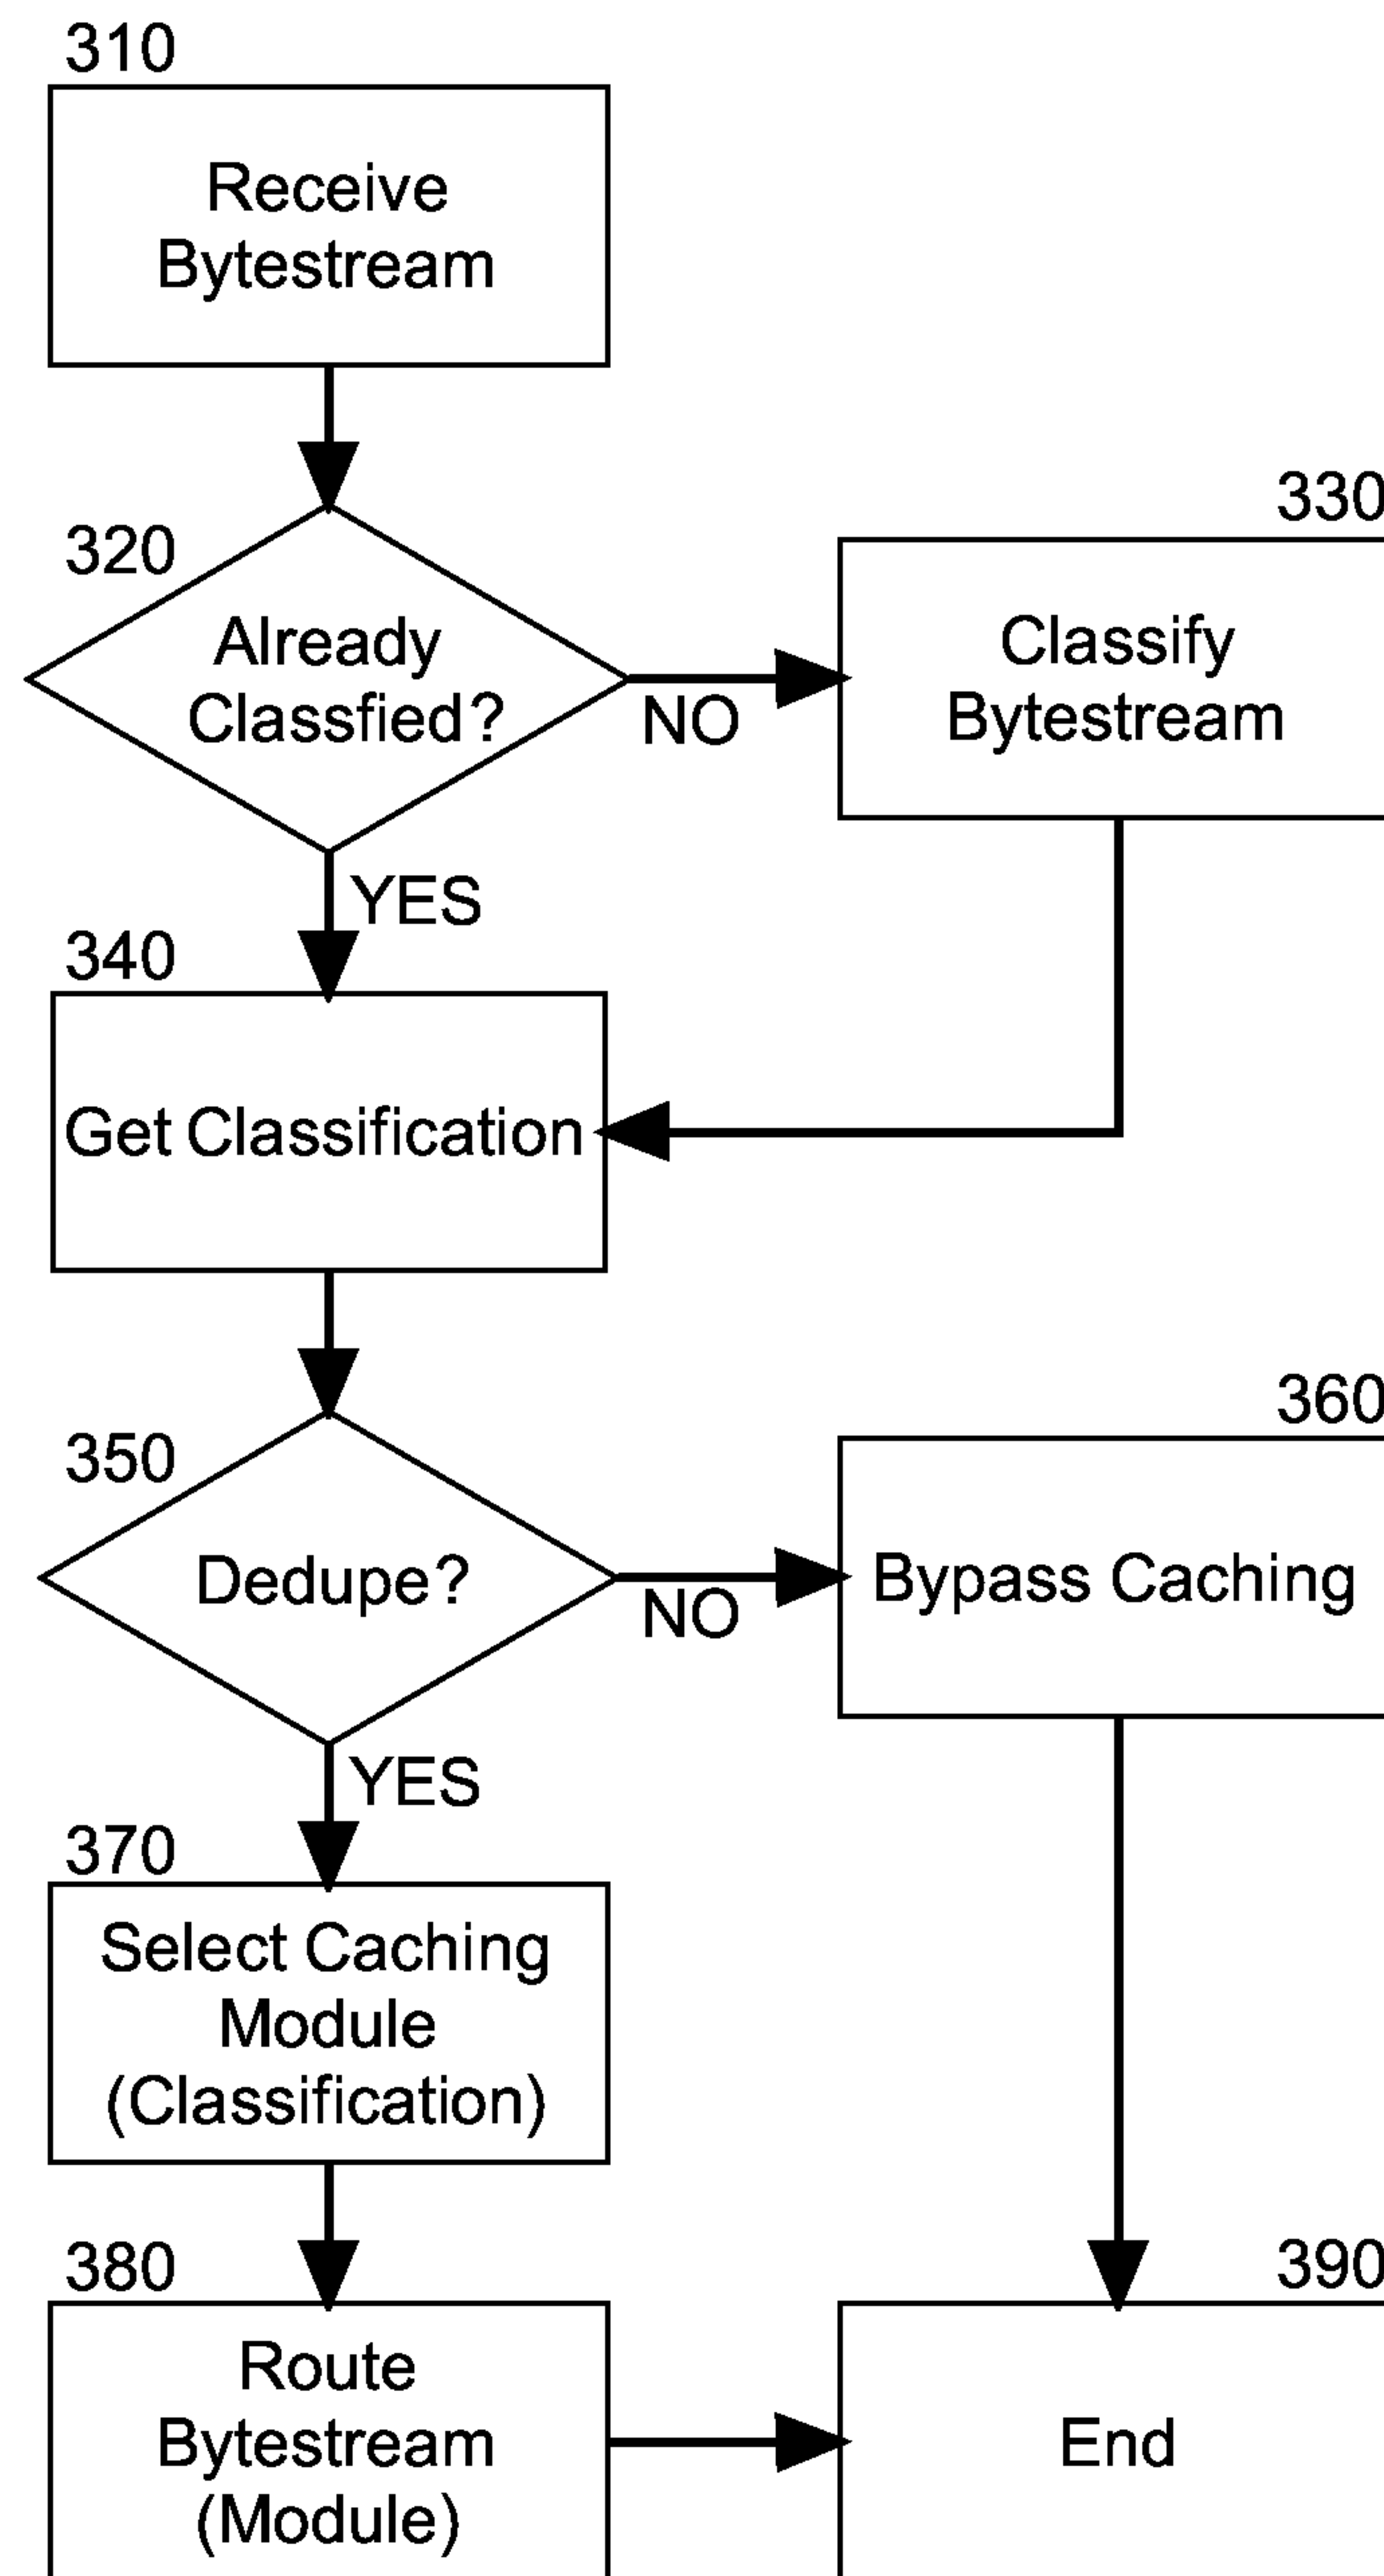 310
Receive
Bytestream
320
Already
Classfied?
NO
330
Classify
Bytestream
YES
340
Get Classification
350
Dedupe?
NO
360
Bypass Caching
YES
370
Select Caching
Module
(Classification)
380
Route
Bytestream
(Module)
390
End